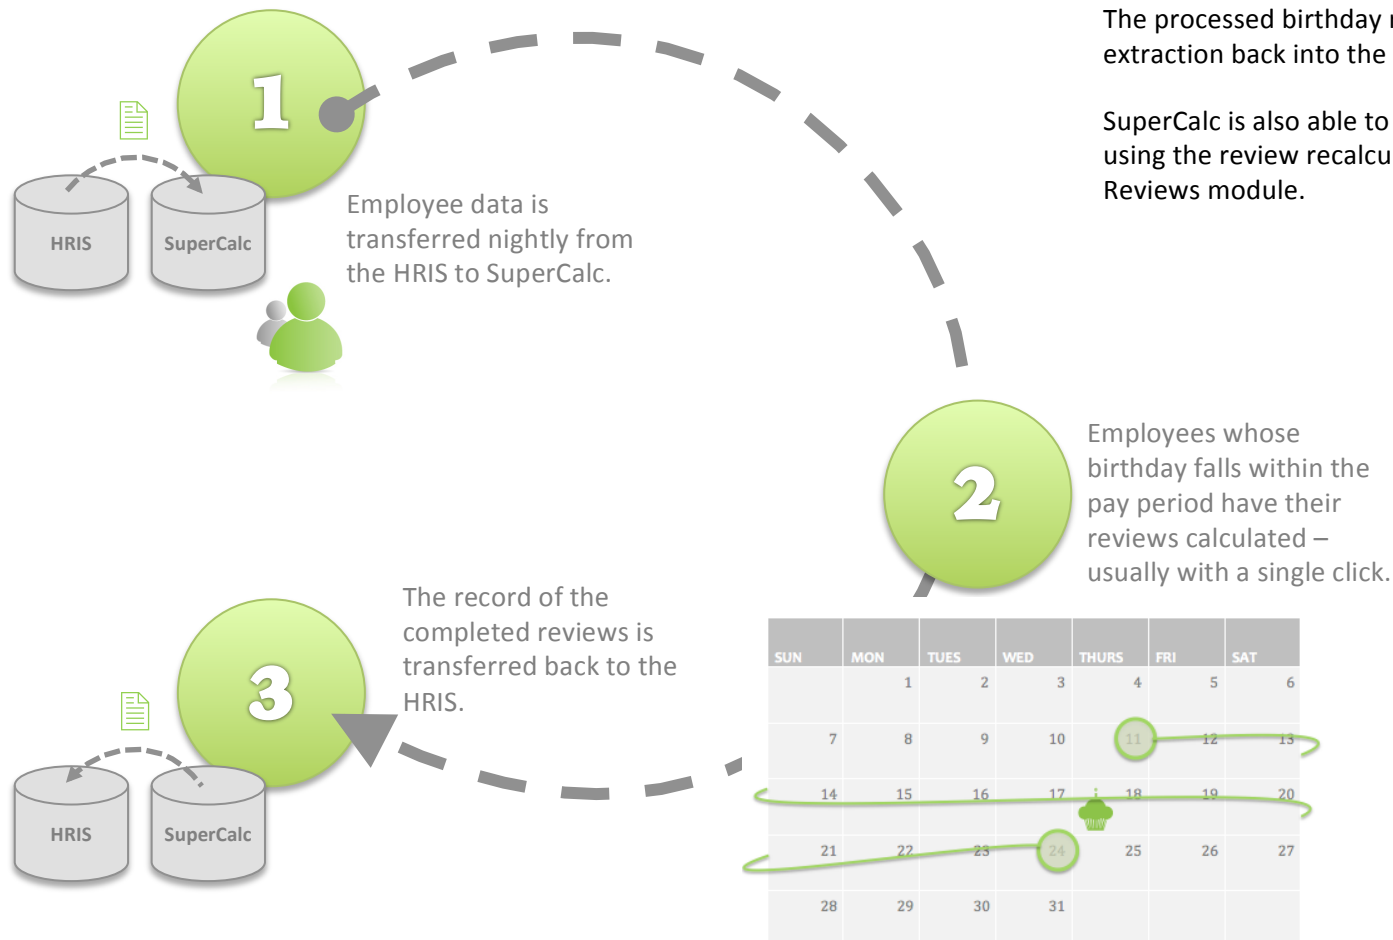 The processed birthday
extraction back into the
SuperCalc is also able to
using the review
Reviews module.
1
HRIS
SuperCalc
Employee data is
transferred nightly from
the HRIS to SuperCalc.
2
Employees whose
birthday falls within the
pay period have their
reviews calculated –
usually with a single click.
3
HRIS
SuperCalc
The record of the
completed reviews is
transferred back to the
HRIS.
SUN MON TUES WED THURS FRI SAT
1 2 3 4 5 6
7 8 9 10 11 12 13
14 15 16 17 18 19 20
21 22 23 24 25 26 27
28 29 30 31